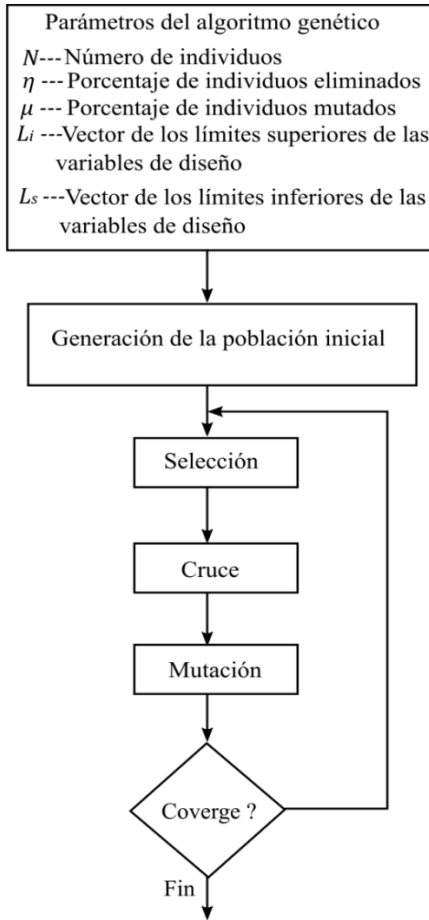 Parámetros del algoritmo genético
N--- Número de individuos
η --- Porcentaje de individuos eliminados
μ --- Porcentaje de individuos mutados
Li ---Vector de los límites superiores de las
variables de diseño
Ls ---Vector de los límites inferiores de las
variables de diseño
Generación de la población inicial
Selección
Cruce
Mutación
Coverge ?
Fin